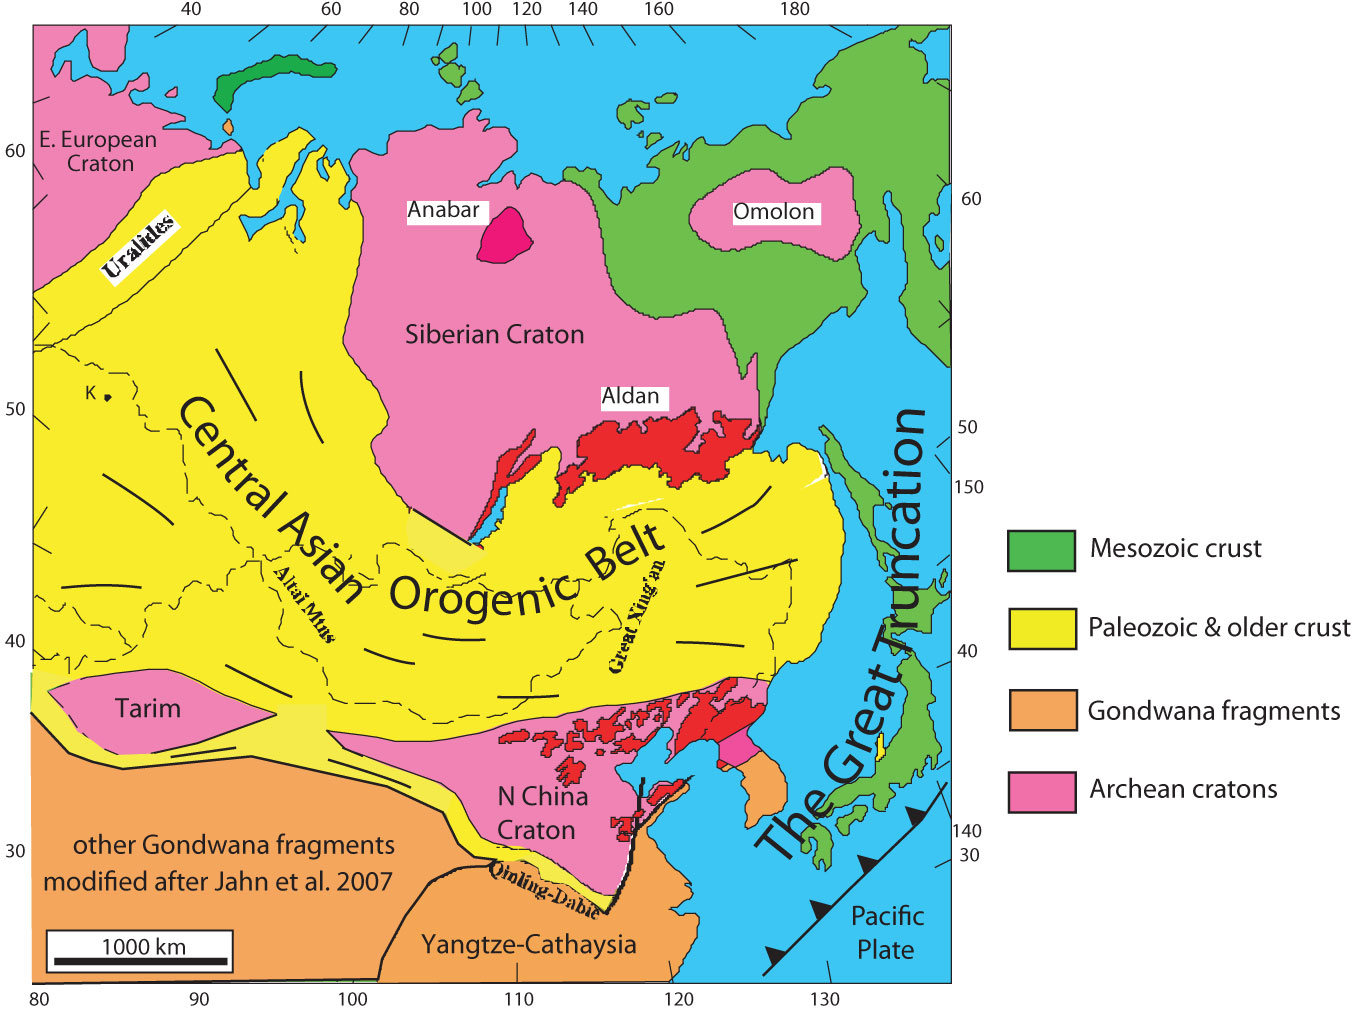 40 60 80 100 120 140 160 180
60
50
40
30
60
50
150
40
140
30
80 90 100 110 120 130
E. European
Craton
Uralides
Anabar
Omolon
Siberian Craton
Aldan
K
Central Asian Orogenic Belt
Altai Mtns
Great Xing'an
The Great Truncation
Tarim
N China
Craton
other Gondwana fragments
modified after Jahn et al. 2007
Qinling-Dabie
Yangtze-Cathaysia
Pacific
Plate
1000 km
Mesozoic crust
Paleozoic & older crust
Gondwana fragments
Archean cratons